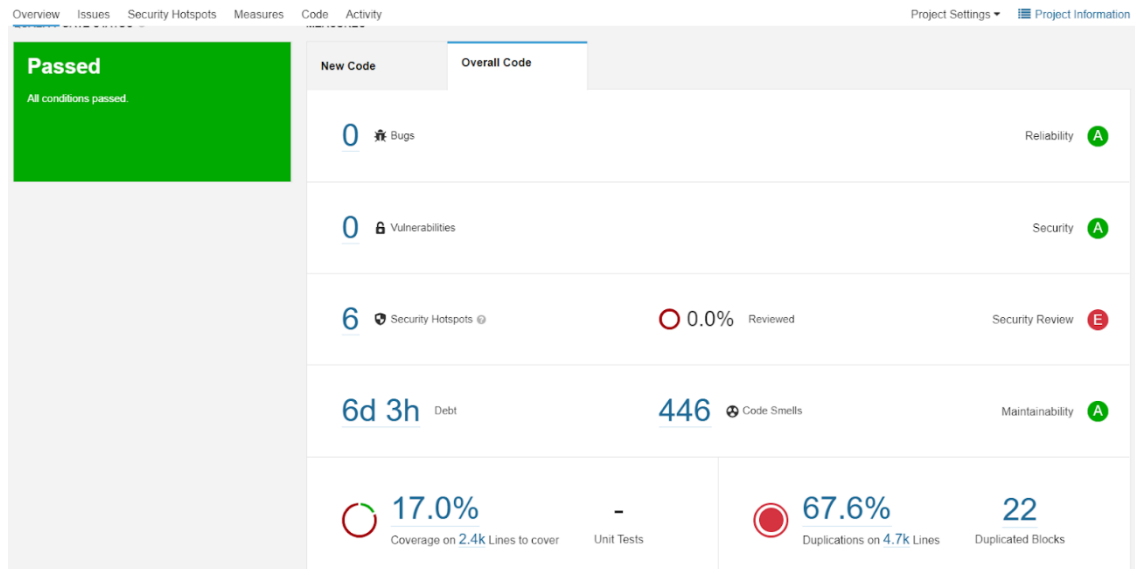 Overview Issues Security Hotspots Measures Code Activity Project Settings Project Information
Passed
All conditions passed.
New Code
Overall Code
0 Bugs Reliability A
0 Vulnerabilities Security A
6 Security Hotspots 0.0% Reviewed Security Review E
6d 3h Debt 446 Code Smells Maintainability A
17.0% - 67.6% 22
Coverage on 2.4k Lines to cover Unit Tests Duplications on 4.7k Lines Duplicated Blocks